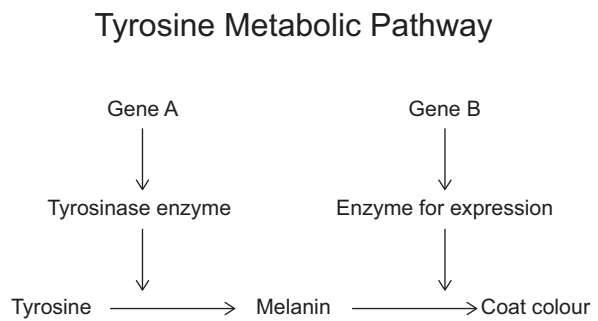 Tyrosine Metabolic Pathway
Gene A Gene B
Tyrosinase enzyme Enzyme for expression
Tyrosine Melanin Coat colour